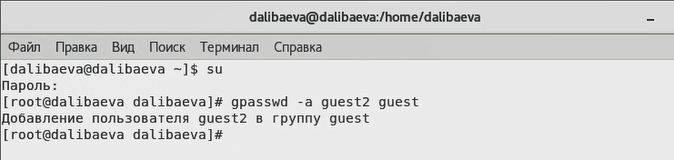 dalibaeva@dalibaeva:/home/dalibaeva
Файл Правка Вид Поиск Терминал Справка
[dalibaeva@dalibaeva ~]$ su
Пароль:
[root@dalibaeva dalibaeva]# gpasswd -a guest2 guest
Добавление пользователя guest2 в группу guest
[root@dalibaeva dalibaeva]#